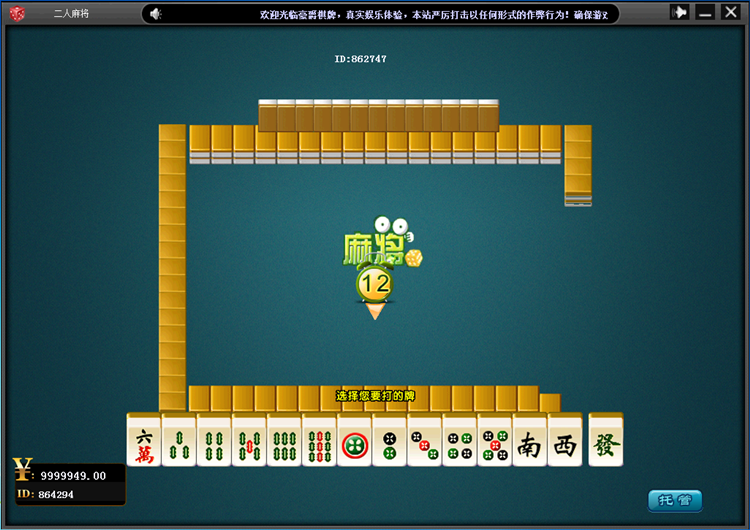 二人麻将
欢迎光临豪爵棋牌，真实娱乐体验，本站严厉打击以任何形式的作弊行为！确保游戏
ID:862747
麻将
12
选择您要打的牌
六萬 南 西 發
¥: 9999949.00
ID: 864294
托管